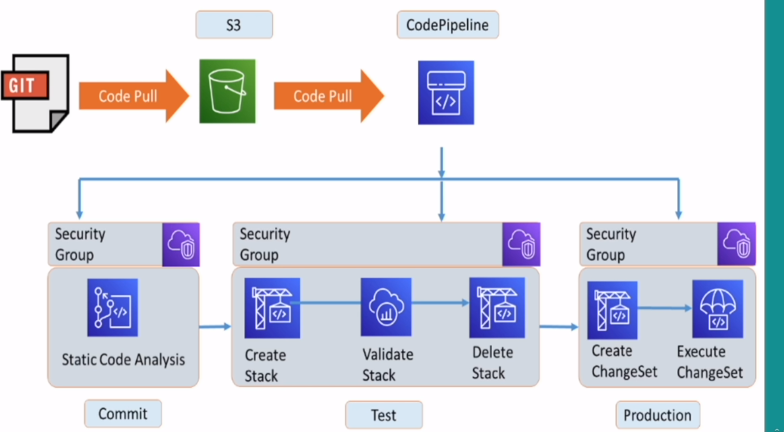 S3
CodePipeline
GIT
Code Pull
Code Pull
Security
Group
Static Code Analysis
Commit
Security
Group
Create
Stack
Validate
Stack
Delete
Stack
Test
Security
Group
Create
ChangeSet
Execute
ChangeSet
Production